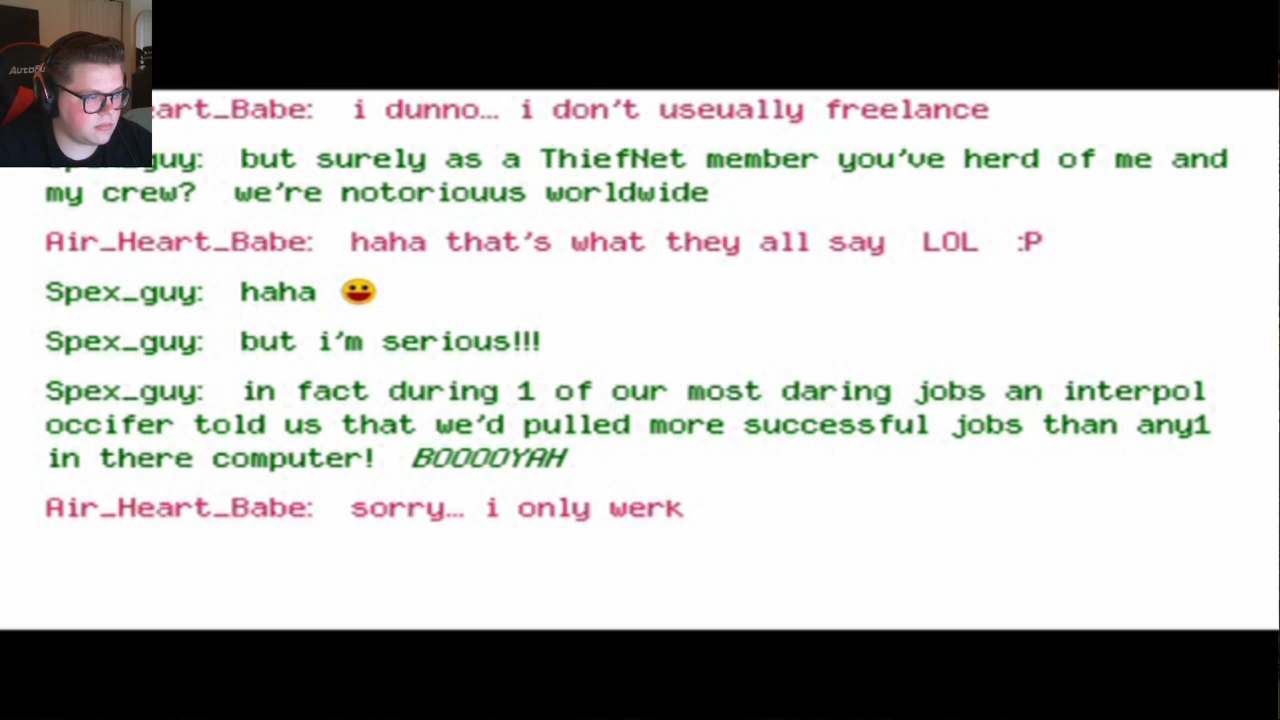 eart_Babe: i dunno... i don't useually freelance
guy: but surely as a ThiefNet member you've herd of me and
my crew? we're notoriouus worldwide
Air_Heart_Babe: haha that's what they all say LOL :P
Spex_guy: haha 😀
Spex_guy: but i'm serious!!!
Spex_guy: in fact during 1 of our most daring jobs an interpol
occifer told us that we'd pulled more successful jobs than any1
in there computer! BOOOOYAH
Air_Heart_Babe: sorry... i only werk